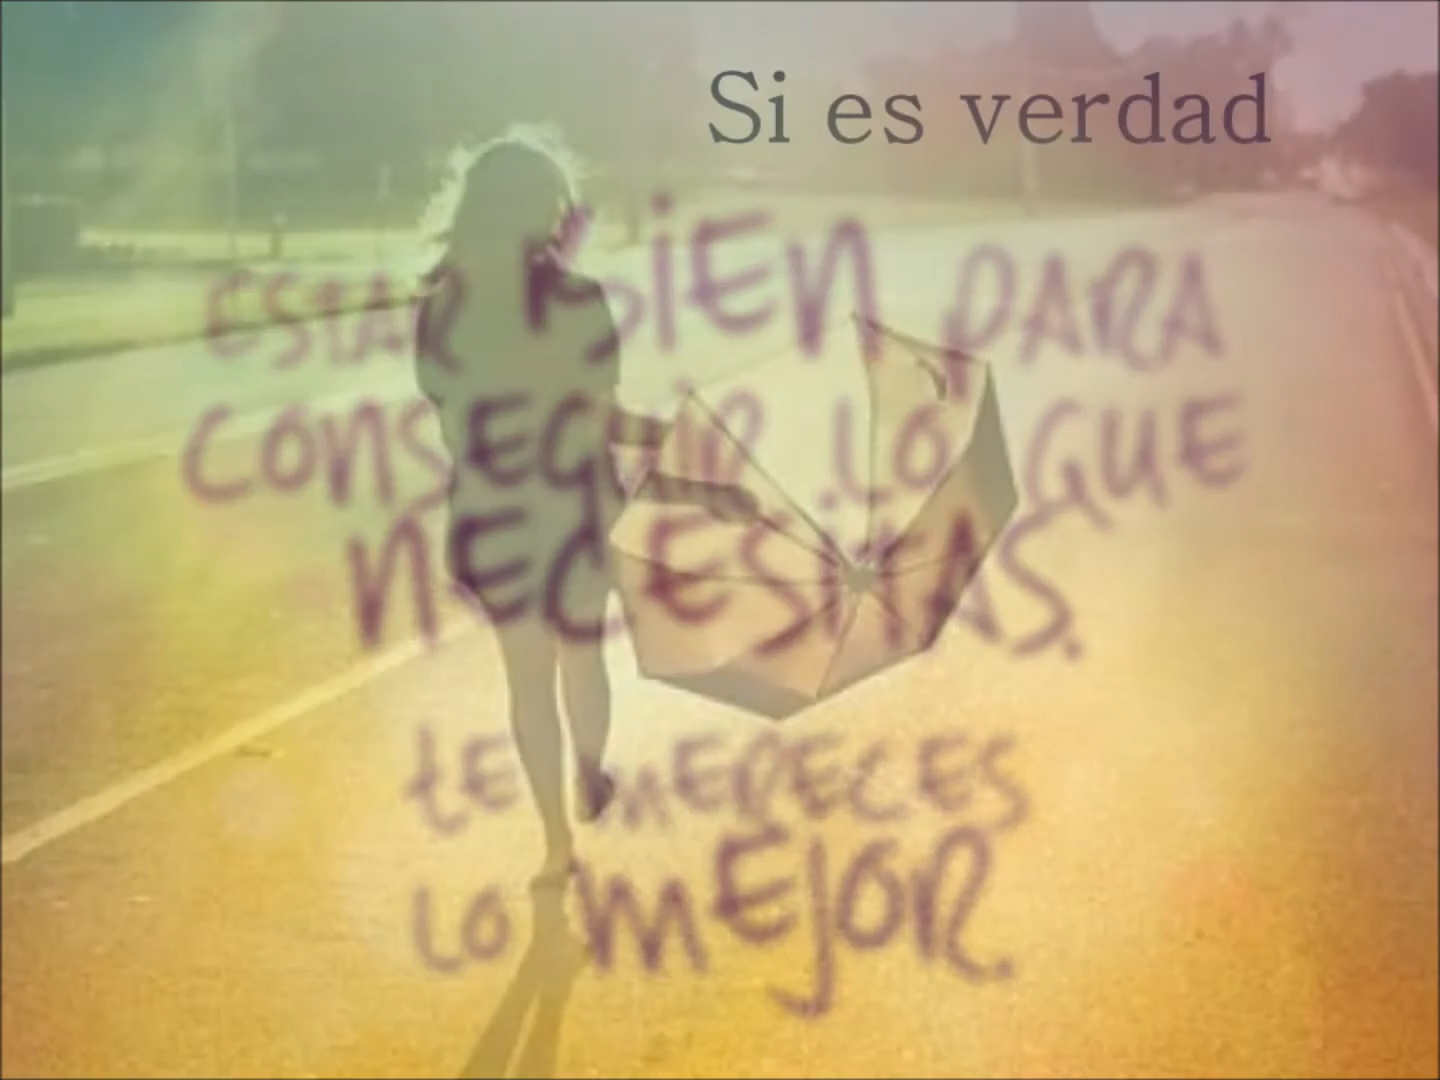 Si es verdad
ESTAR BIEN PARA
CONSEGUIR LO QUE
NECESITAS.
tE MERECES
LO MEJOR.